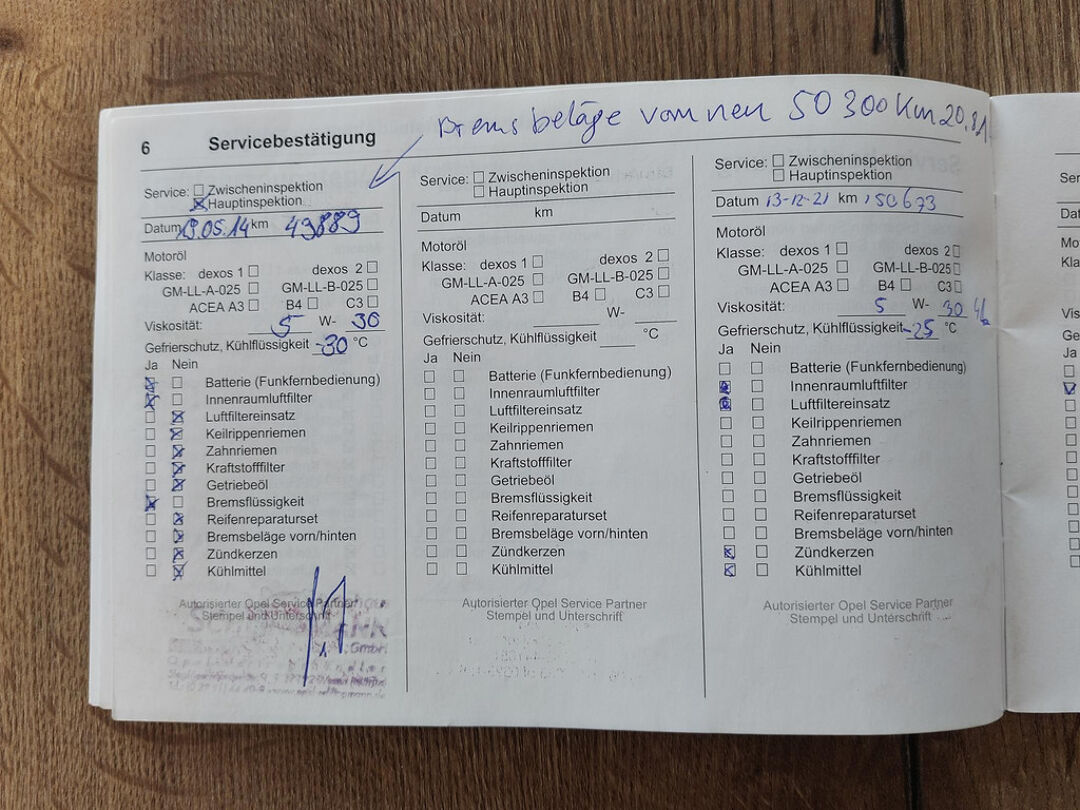 Bremsbeläge vorn neu 50 300 Km 20.
6 Servicebestätigung
Service: Zwischeninspektion
Hauptinspektion
Datum 19.05.14 km 49889
Motoröl
Klasse: dexos 1 dexos 2
GM-LL-A-025 GM-LL-B-025
ACEA A3 B4 C3
Viskosität: 5 W- 30
Gefrierschutz, Kühlflüssigkeit -30 °C
Ja Nein
Batterie (Funkfernbedienung)
Innenraumluftfilter
Luftfiltereinsatz
Keilrippenriemen
Zahnriemen
Kraftstofffilter
Getriebeöl
Bremsflüssigkeit
Reifenreparaturset
Bremsbeläge vorn/hinten
Zündkerzen
Kühlmittel
Autorisierter Opel Service Partner
Stempel und Unterschrift
GmbH
Service: Zwischeninspektion
Hauptinspektion
Datum km
Motoröl
Klasse: dexos 1 dexos 2
GM-LL-A-025 GM-LL-B-025
ACEA A3 B4 C3
Viskosität: W-
Gefrierschutz, Kühlflüssigkeit °C
Ja Nein
Batterie (Funkfernbedienung)
Innenraumluftfilter
Luftfiltereinsatz
Keilrippenriemen
Zahnriemen
Kraftstofffilter
Getriebeöl
Bremsflüssigkeit
Reifenreparaturset
Bremsbeläge vorn/hinten
Zündkerzen
Kühlmittel
Autorisierter Opel Service Partner
Stempel und Unterschrift
Service: Zwischeninspektion
Hauptinspektion
Datum 13-12-21 km 150673
Motoröl
Klasse: dexos 1 dexos 2
GM-LL-A-025 GM-LL-B-025
ACEA A3 B4 C3
Viskosität: 5 W- 30 4L
Gefrierschutz, Kühlflüssigkeit -25 °C
Ja Nein
Batterie (Funkfernbedienung)
Innenraumluftfilter
Luftfiltereinsatz
Keilrippenriemen
Zahnriemen
Kraftstofffilter
Getriebeöl
Bremsflüssigkeit
Reifenreparaturset
Bremsbeläge vorn/hinten
Zündkerzen
Kühlmittel
Autorisierter Opel Service Partner
Stempel und Unterschrift